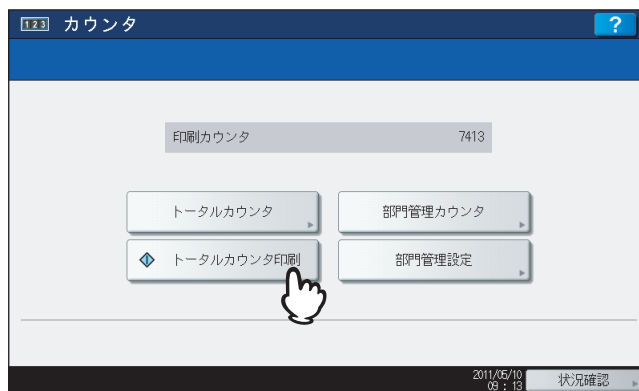 123 カウンタ ?
印刷カウンタ 7413
トータルカウンタ 部門管理カウンタ
トータルカウンタ印刷 部門管理設定
2011/05/10
09 : 13 状況確認